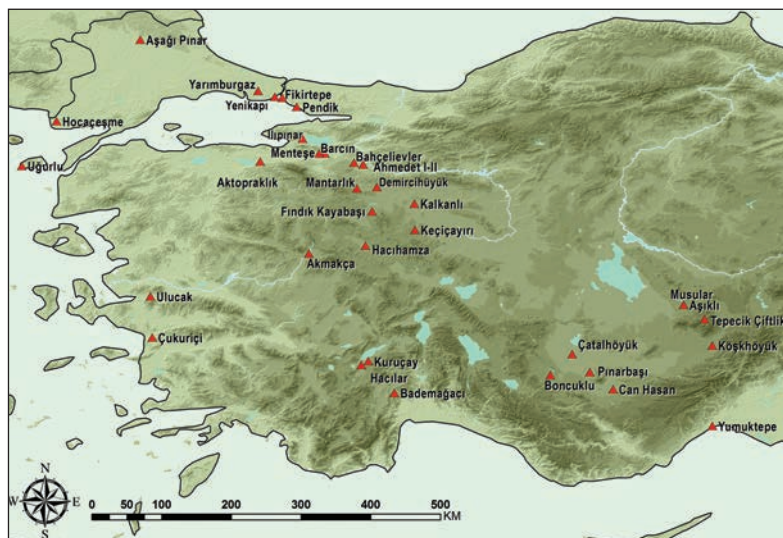 Aşağı Pınar
Yarımburgaz
Fikirtepe
Yenikapı
Pendik
Hocaçeşme
Ilıpınar
Barcın
Menteşe
Bahçelievler
Uğurlu
Ahmedet I-II
Aktopraklık
Mantarlık
Demircihüyük
Kalkanlı
Fındık Kayabaşı
Keçiçayırı
Hacıhamza
Akmakça
Ulucak
Musular
Aşıklı
Tepecik Çiftlik
Çukuriçi
Çatalhöyük
Köşkhöyük
Kuruçay
Hacılar
Pınarbaşı
Boncuklu
Can Hasan
Bademağacı
Yumuktepe
N
W E
S
0 50 100 200 300 400 500
KM